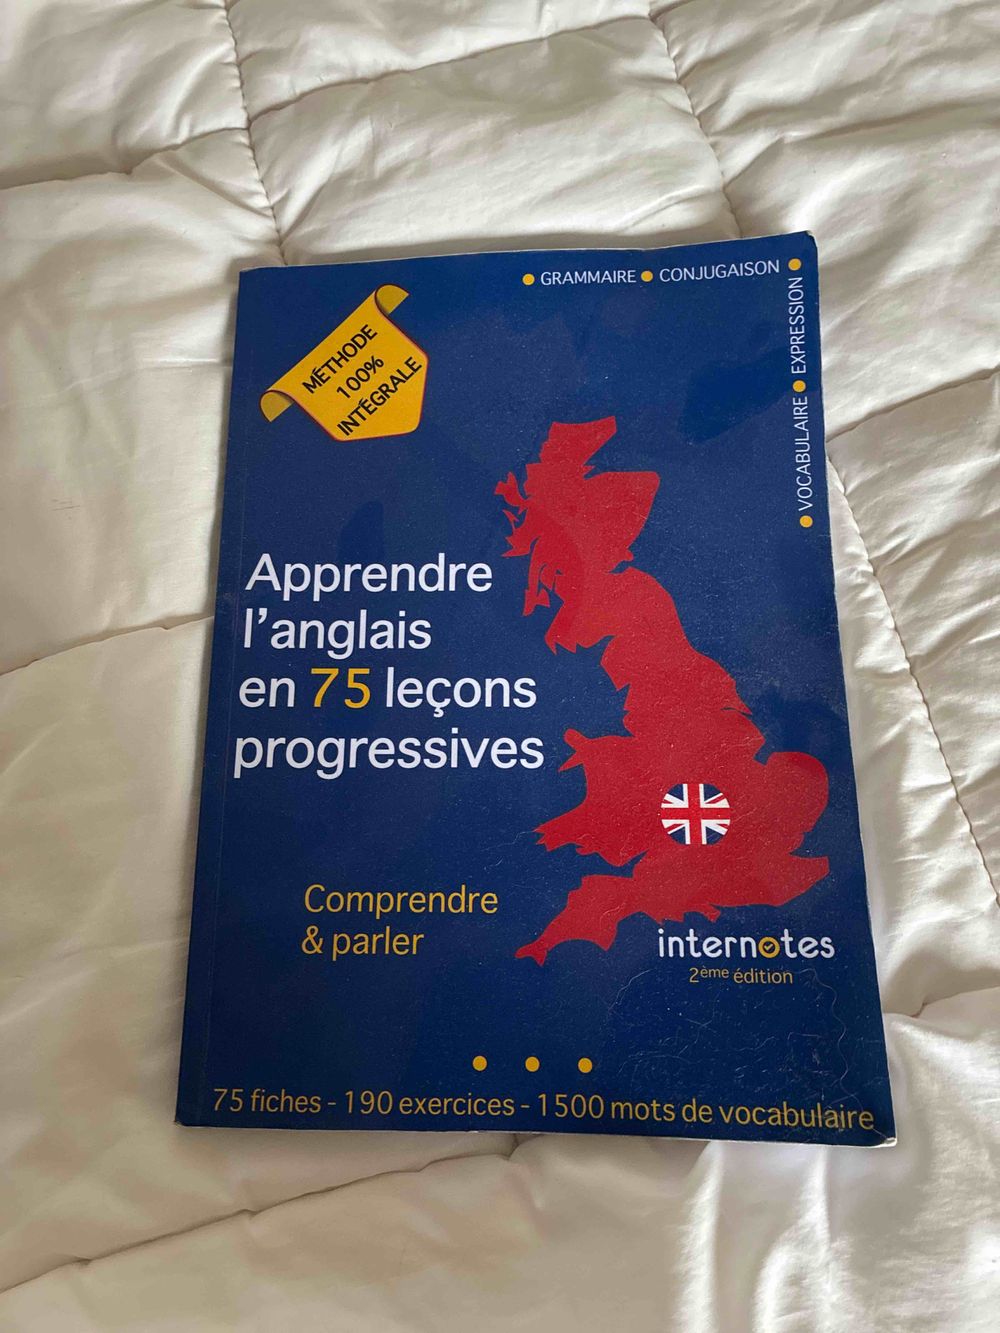 ● GRAMMAIRE ● CONJUGAISON ●
● VOCABULAIRE ● EXPRESSION
MÉTHODE
100%
INTÉGRALE
Apprendre
l'anglais
en 75 leçons
progressives
Comprendre
& parler
internotes
2ème édition
75 fiches - 190 exercices - 1500 mots de vocabulaire